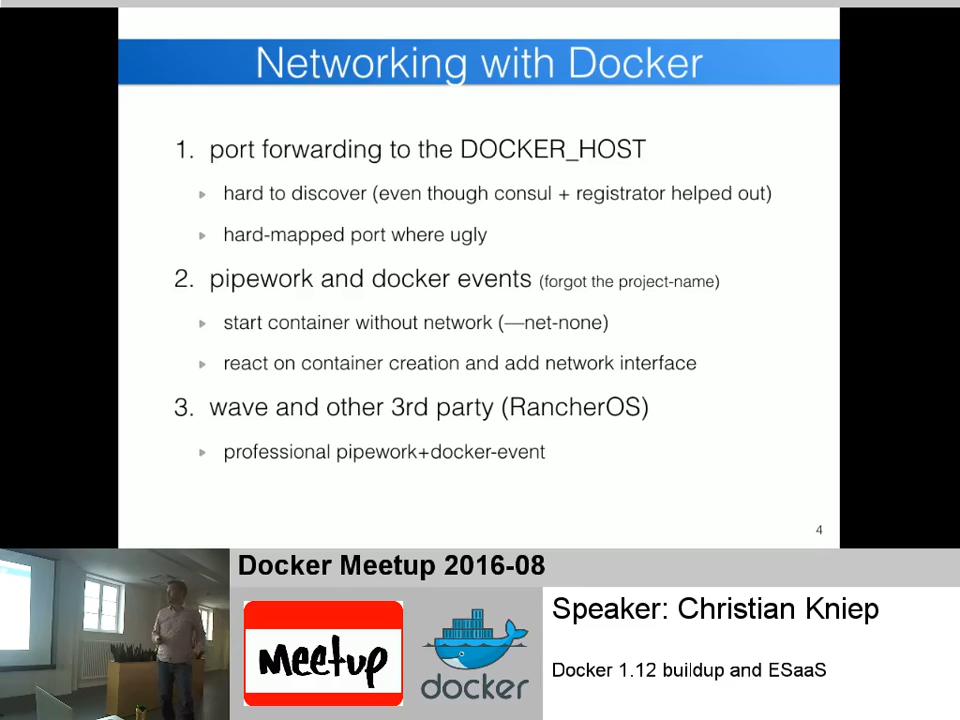 Networking with Docker
1. port forwarding to the DOCKER_HOST
hard to discover (even though consul + registrator helped out)
hard-mapped port where ugly
2. pipework and docker events (forgot the project-name)
start container without network (—net-none)
react on container creation and add network interface
3. wave and other 3rd party (RancherOS)
professional pipework+docker-event
4
Docker Meetup 2016-08
Meetup
docker
Speaker: Christian Kniep
Docker 1.12 buildup and ESaaS